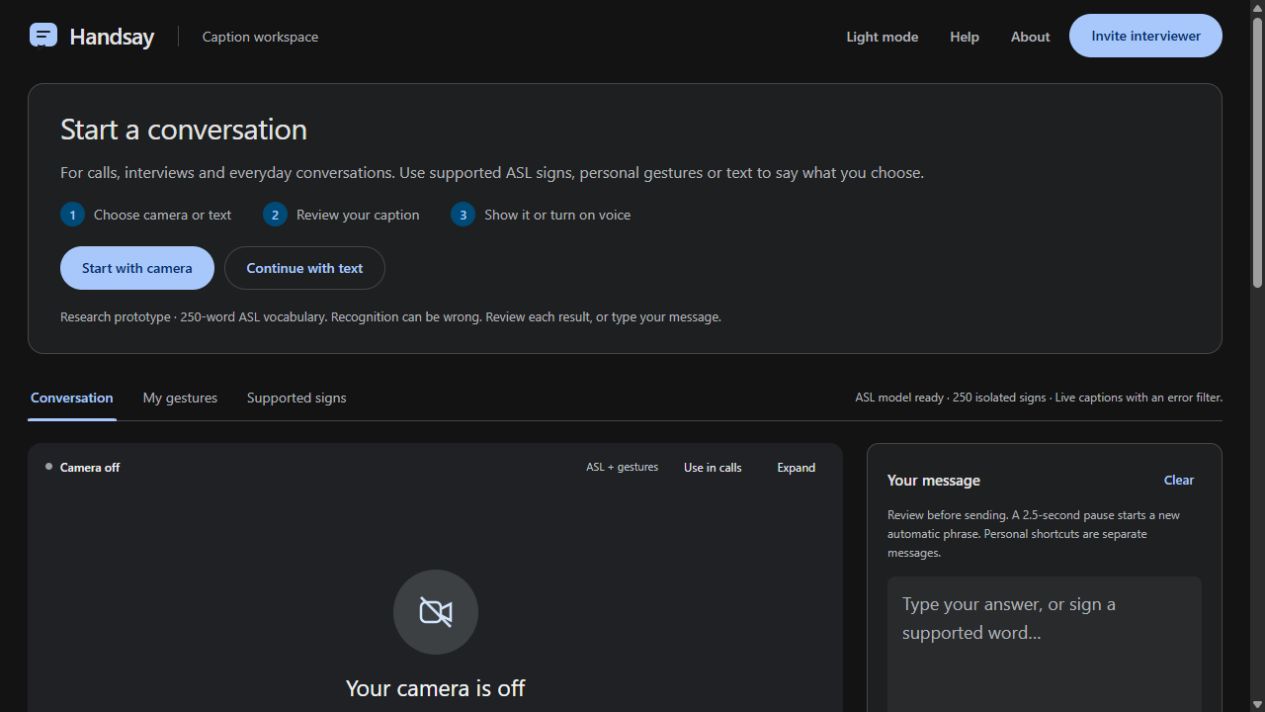 Handsay
Caption workspace
Light mode
Help
About
Invite interviewer
Start a conversation
For calls, interviews and everyday conversations. Use supported ASL signs, personal gestures or text to say what you choose.
1 Choose camera or text
2 Review your caption
3 Show it or turn on voice
Start with camera
Continue with text
Research prototype · 250-word ASL vocabulary. Recognition can be wrong. Review each result, or type your message.
Conversation
My gestures
Supported signs
ASL model ready · 250 isolated signs · Live captions with an error filter.
Camera off
ASL + gestures
Use in calls
Expand
Your camera is off
Your message
Clear
Review before sending. A 2.5-second pause starts a new
automatic phrase. Personal shortcuts are separate
messages.
Type your answer, or sign a
supported word...